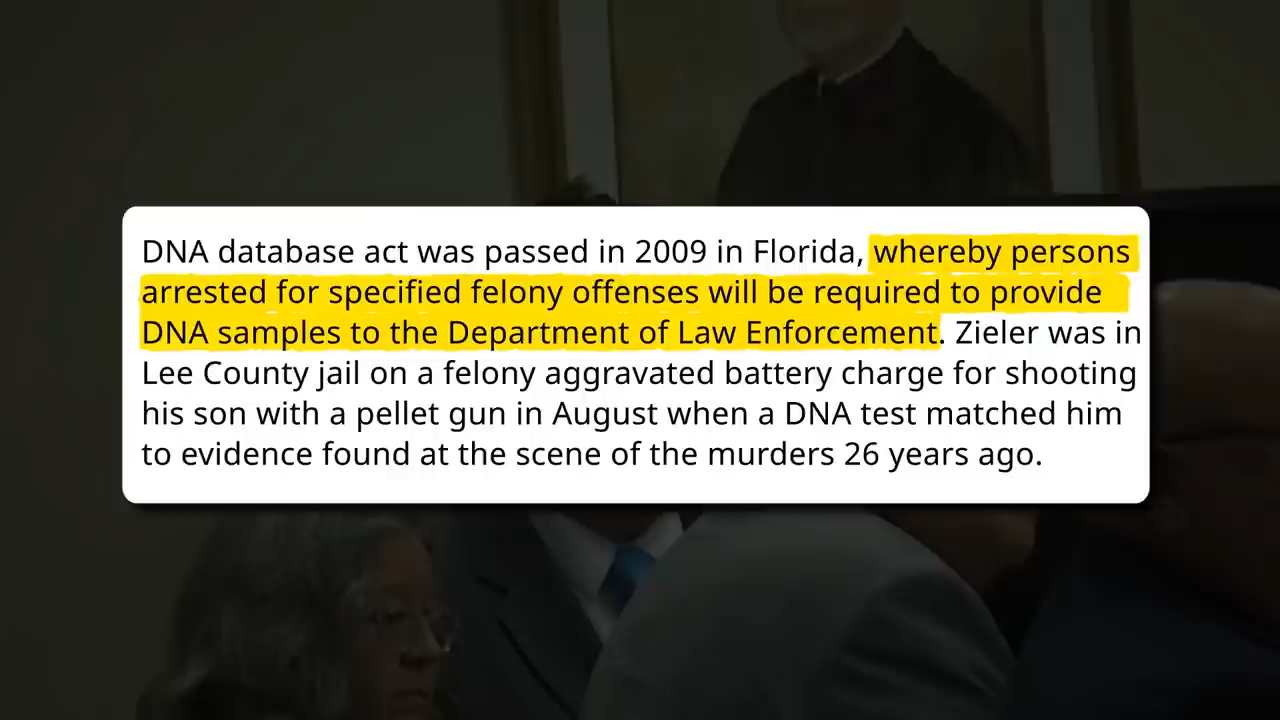 DNA database act was passed in 2009 in Florida, whereby persons
arrested for specified felony offenses will be required to provide
DNA samples to the Department of Law Enforcement. Zieler was in
Lee County jail on a felony aggravated battery charge for shooting
his son with a pellet gun in August when a DNA test matched him
to evidence found at the scene of the murders 26 years ago.